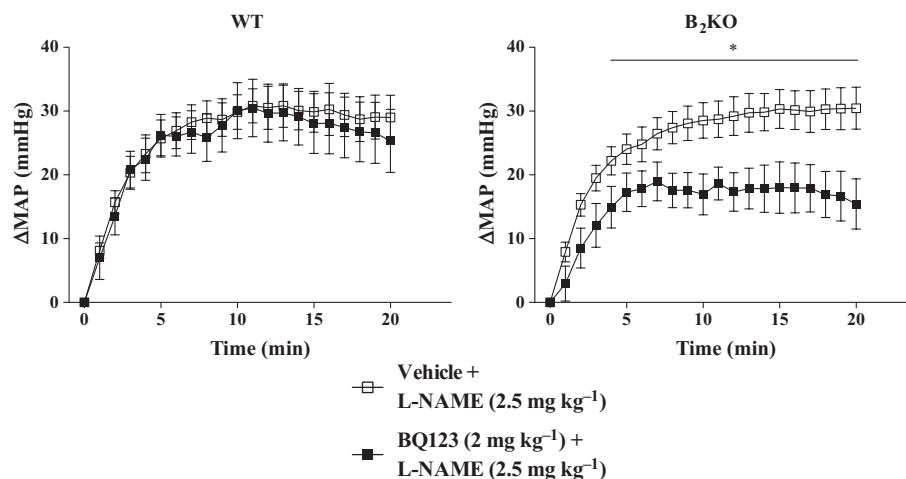 WT
40
30
20
10
0
ΔMAP (mmHg)
0 5 10 15 20
Time (min)
B₂KO
*
40
30
20
10
0
ΔMAP (mmHg)
0 5 10 15 20
Time (min)
Vehicle +
L-NAME (2.5 mg kg⁻¹)
BQ123 (2 mg kg⁻¹) +
L-NAME (2.5 mg kg⁻¹)